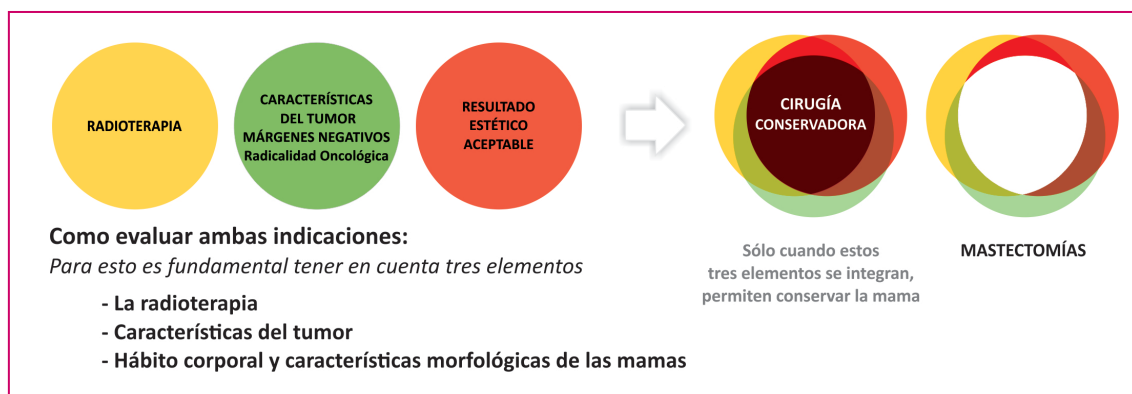 RADIOTERAPIA
CARACTERÍSTICAS
DEL TUMOR
MÁRGENES NEGATIVOS
Radicalidad Oncológica
RESULTADO
ESTÉTICO
ACEPTABLE
CIRUGÍA
CONSERVADORA
Como evaluar ambas indicaciones:
Para esto es fundamental tener en cuenta tres elementos
- La radioterapia
- Características del tumor
- Hábito corporal y características morfológicas de las mamas
Sólo cuando estos
tres elementos se integran,
permiten conservar la mama
MASTECTOMÍAS